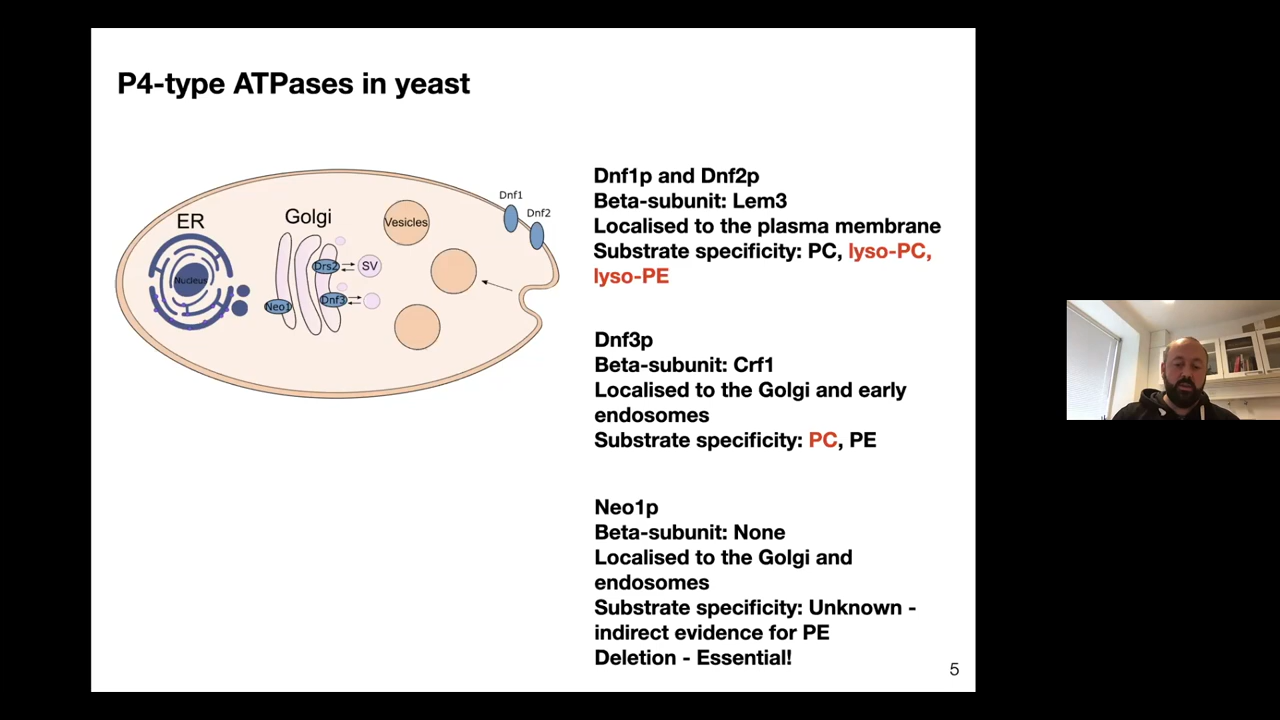 P4-type ATPases in yeast
ER
Nucleus
Golgi
Neo1
Drs2
SV
Dnf3
Vesicles
Dnf1
Dnf2
Dnf1p and Dnf2p
Beta-subunit: Lem3
Localised to the plasma membrane
Substrate specificity: PC, lyso-PC,
lyso-PE
Dnf3p
Beta-subunit: Crf1
Localised to the Golgi and early
endosomes
Substrate specificity: PC, PE
Neo1p
Beta-subunit: None
Localised to the Golgi and
endosomes
Substrate specificity: Unknown -
indirect evidence for PE
Deletion - Essential!
5